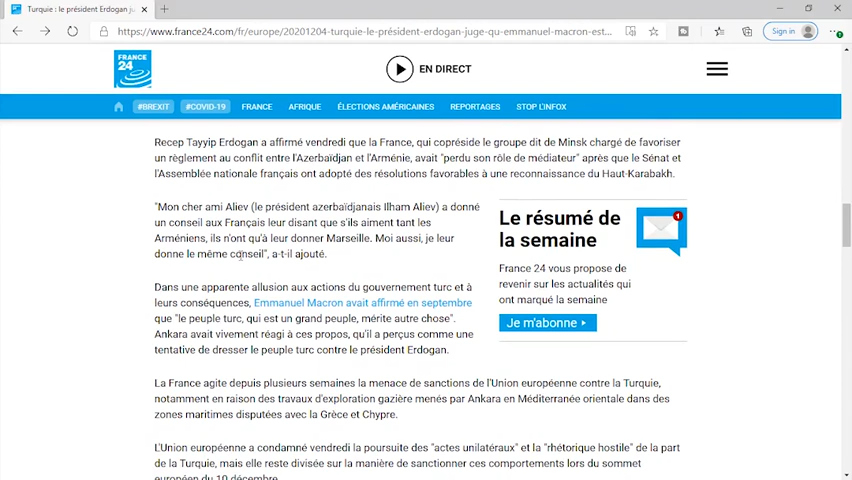 Turquie : le président Erdogan j
https://www.france24.com/fr/europe/20201204-turquie-le-président-erdogan-juge-qu-emmanuel-macron-est...
Sign in
FRANCE
24
EN DIRECT
#BREXIT
#COVID-19
FRANCE
AFRIQUE
ÉLECTIONS AMÉRICAINES
REPORTAGES
STOP L'INFOX
Recep Tayyip Erdogan a affirmé vendredi que la France, qui copréside le groupe dit de Minsk chargé de favoriser
un règlement au conflit entre l'Azerbaïdjan et l'Arménie, avait "perdu son rôle de médiateur" après que le Sénat et
l'Assemblée nationale français ont adopté des résolutions favorables à une reconnaissance du Haut-Karabakh.
"Mon cher ami Aliev (le président azerbaïdjanais Ilham Aliev) a donné
un conseil aux Français leur disant que s'ils aiment tant les
Arméniens, ils n'ont qu'à leur donner Marseille. Moi aussi, je leur
donne le même conseil", a-t-il ajouté.
Le résumé de
la semaine
1
France 24 vous propose de
revenir sur les actualités qui
ont marqué la semaine
Je m'abonne
Dans une apparente allusion aux actions du gouvernement turc et à
leurs conséquences, Emmanuel Macron avait affirmé en septembre
que "le peuple turc, qui est un grand peuple, mérite autre chose".
Ankara avait vivement réagi à ces propos, qu'il a perçus comme une
tentative de dresser le peuple turc contre le président Erdogan.
La France agite depuis plusieurs semaines la menace de sanctions de l'Union européenne contre la Turquie,
notamment en raison des travaux d'exploration gazière menés par Ankara en Méditerranée orientale dans des
zones maritimes disputées avec la Grèce et Chypre.
L'Union européenne a condamné vendredi la poursuite des "actes unilatéraux" et la "rhétorique hostile" de la part
de la Turquie, mais elle reste divisée sur la manière de sanctionner ces comportements lors du sommet
européen du 10 décembre.